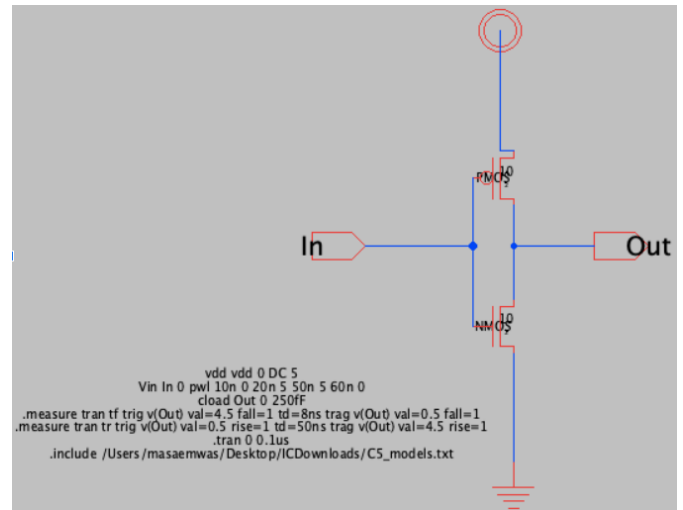 10
PMOS
In
Out
10
NMOS
vdd vdd 0 DC 5
Vin In 0 pwl 10n 0 20n 5 50n 5 60n 0
cload Out 0 250fF
.measure tran tf trig v(Out) val=4.5 fall=1 td=8ns trag v(Out) val=0.5 fall=1
.measure tran tr trig v(Out) val=0.5 rise=1 td=50ns trag v(Out) val=4.5 rise=1
.tran 0 0.1us
.include /Users/masaemwas/Desktop/ICDownloads/C5_models.txt